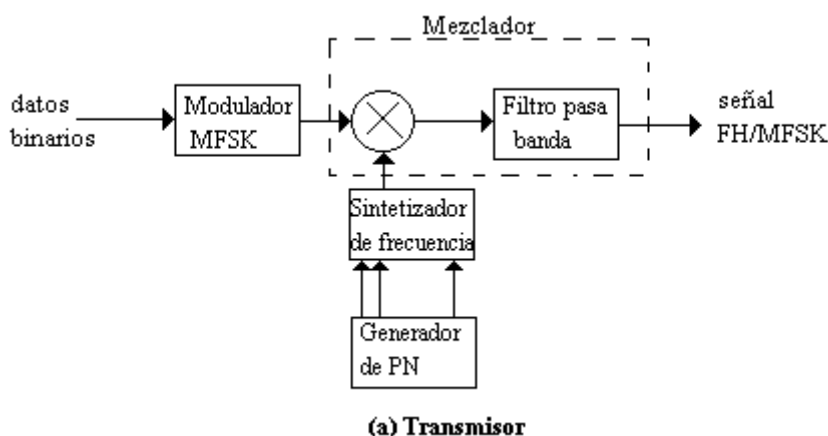 Mezclador
datos
binarios
Modulador
MFSK
Filtro pasa
banda
señal
FH/MFSK
Sintetizador
de frecuencia
Generador
de PN
(a) Transmisor